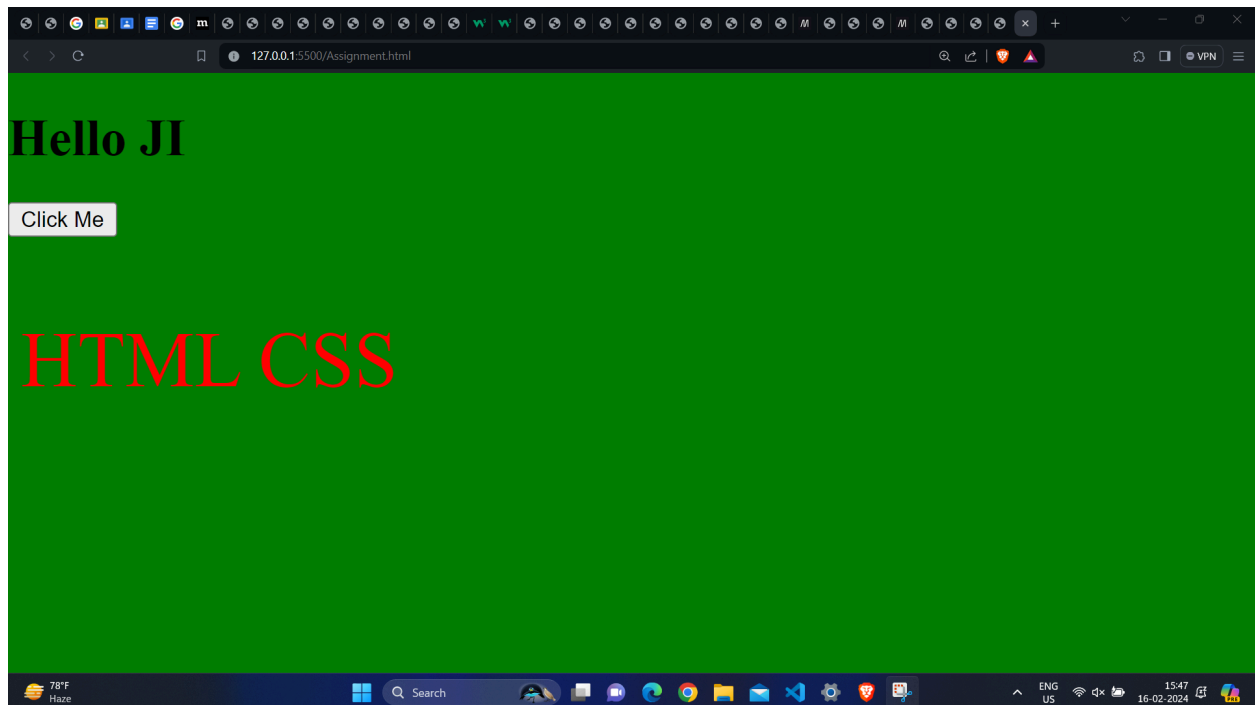 127.0.0.1:5500/Assignment.html
VPN
Hello JI
Click Me
HTML CSS
78°F
Haze
Search
ENG
US
15:47
16-02-2024